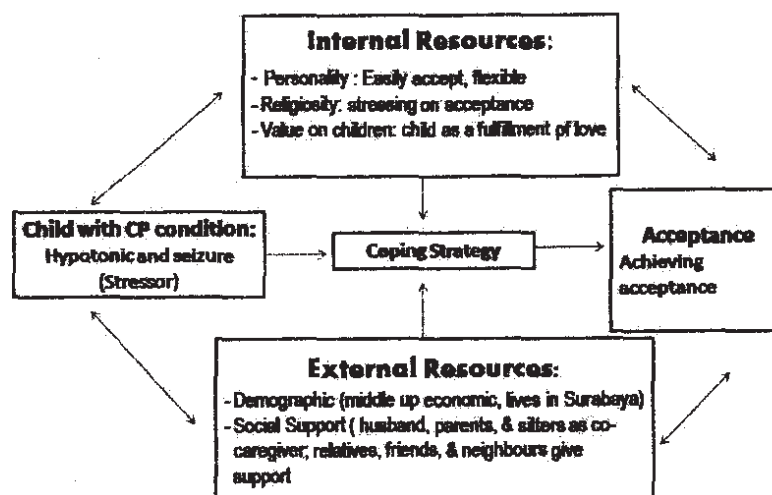 Internal Resources:
- Personality : Easily accept, flexible
- Religiosity: stressing on acceptance
- Value on children: child as a fulfillment of love
Child with CP condition:
Hypotonic and seizure
(Stressor)
Coping Strategy
Acceptance
Achieving
acceptance
External Resources:
- Demographic (middle up economic, lives in Surabaya)
- Social Support ( husband, parents, & sitters as co-
caregiver; relatives, friends, & neighbours give
support